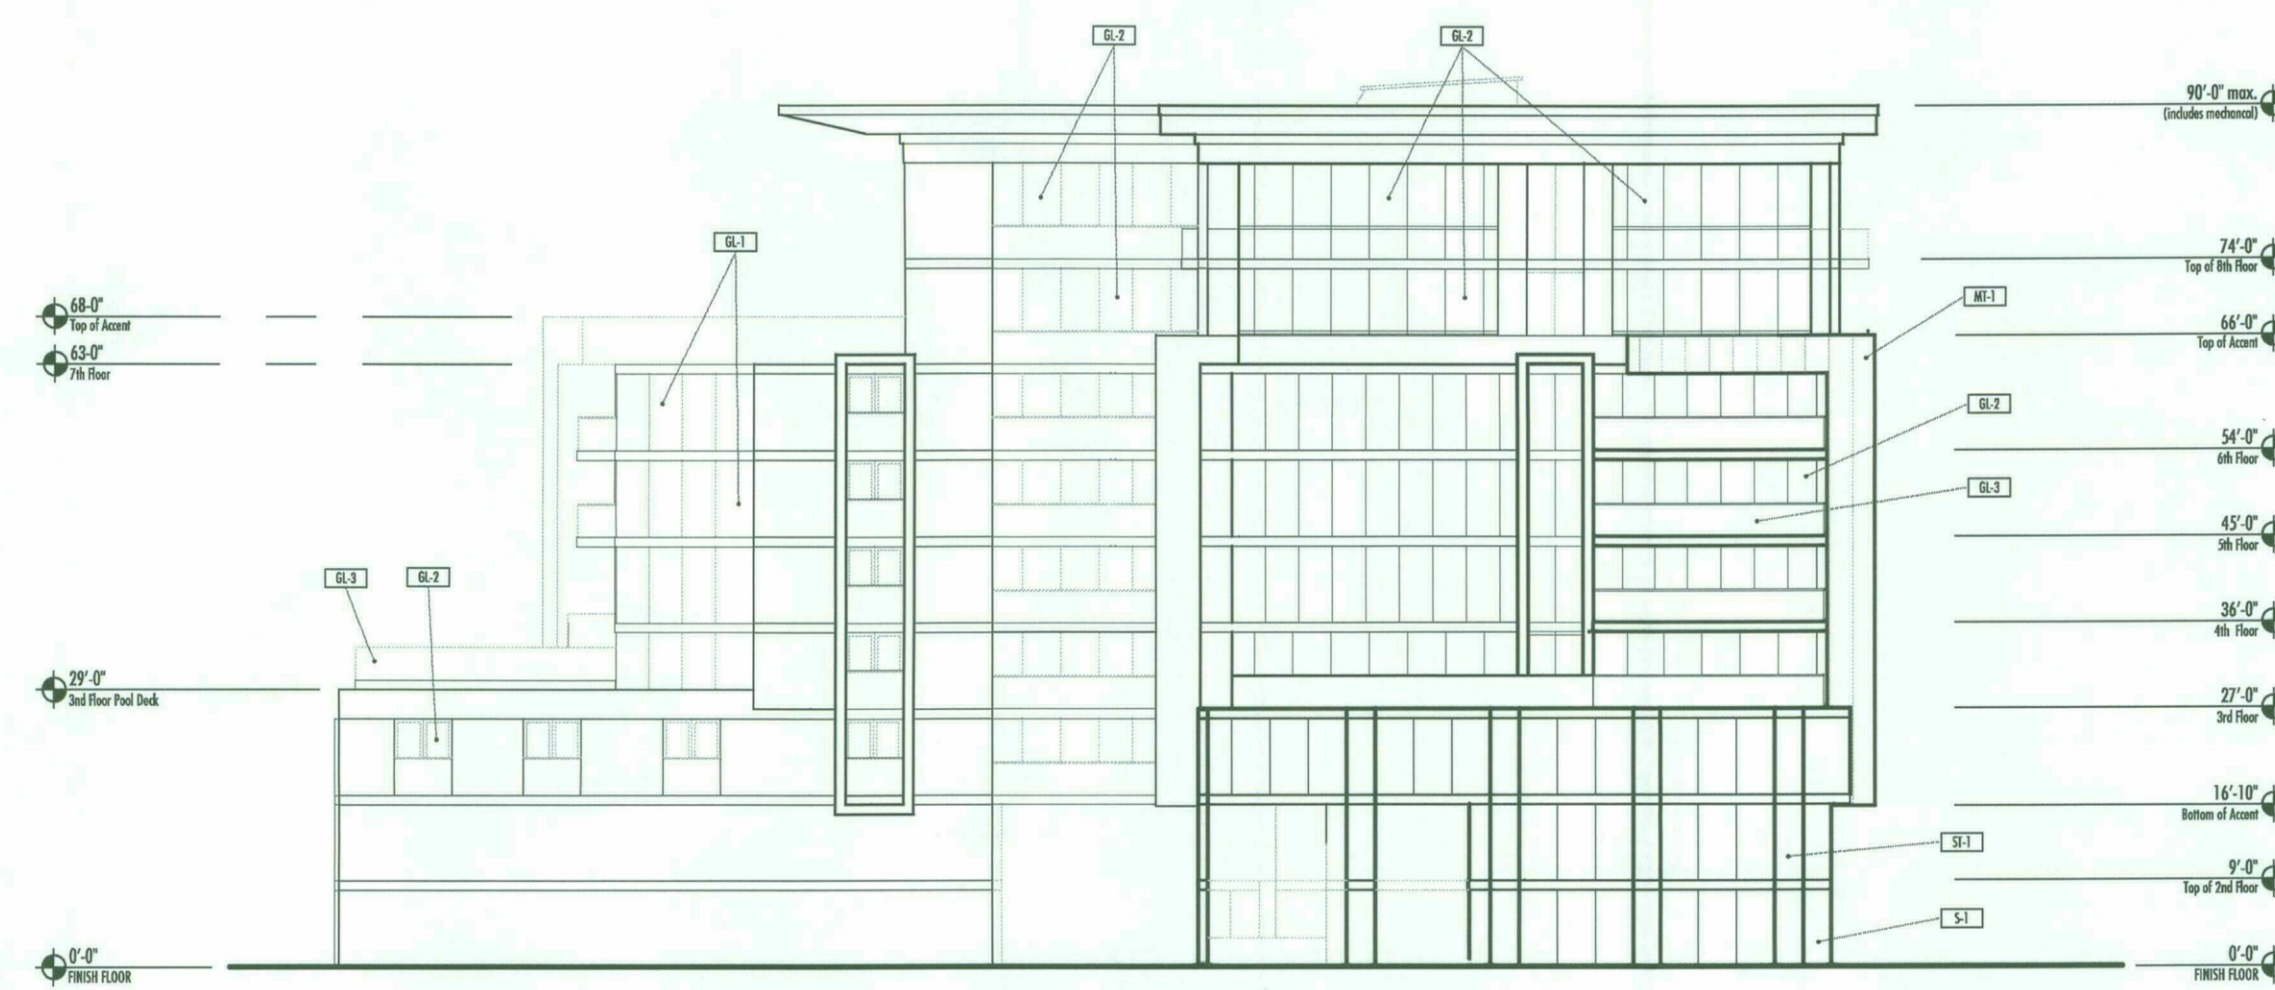 GL-2
GL-2
90'-0" max.
(includes mechancal)
GL-1
74'-0"
Top of 8th Floor
MT-1
68-0"
Top of Accent
66'-0"
Top of Accent
63-0"
7th Floor
GL-2
54'-0"
6th Floor
GL-3
45'-0"
5th Floor
GL-3
GL-2
36'-0"
4th Floor
29'-0"
3nd Floor Pool Deck
27'-0"
3rd Floor
16'-10"
Bottom of Accent
ST-1
9'-0"
Top of 2nd Floor
S-1
0'-0"
FINISH FLOOR
0'-0"
FINISH FLOOR